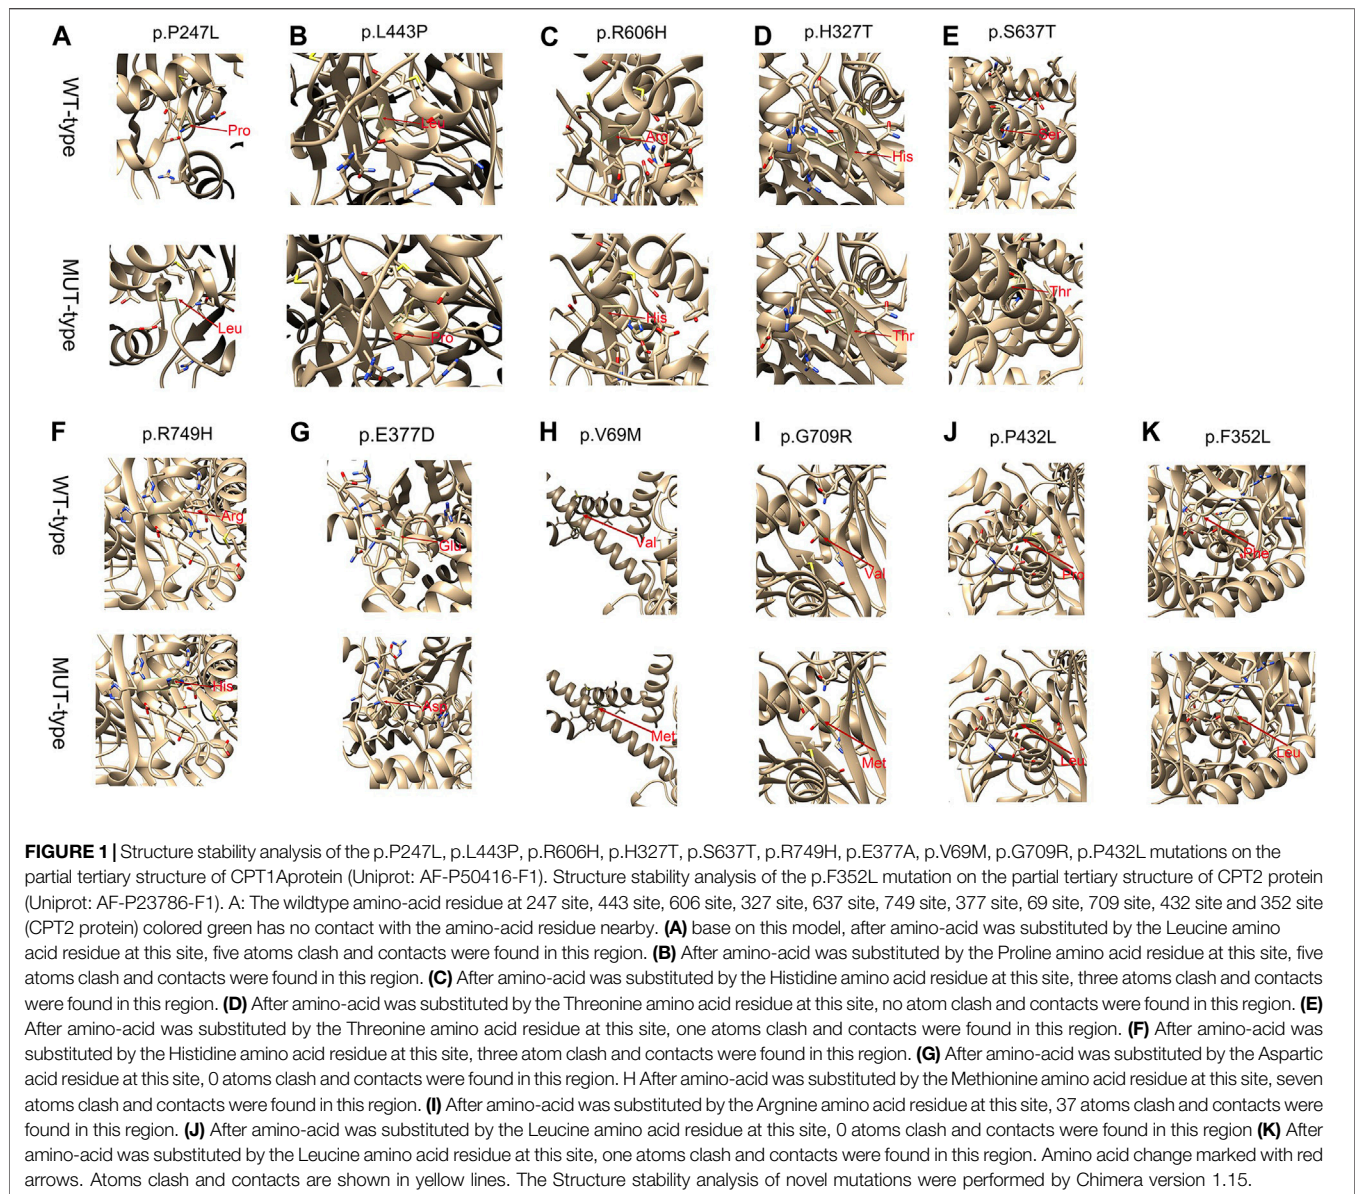 A p.P247L
B p.L443P
C p.R606H
D p.H327T
E p.S637T
WT-type
Pro
Leu
Arg
His
Ser
MUT-type
Leu
Pro
His
Thr
Thr
F p.R749H
G p.E377D
H p.V69M
I p.G709R
J p.P432L
K p.F352L
WT-type
Arg
Glu
Val
Val
Pro
Phe
MUT-type
His
Asp
Met
Met
Leu
Leu
FIGURE 1 | Structure stability analysis of the p.P247L, p.L443P, p.R606H, p.H327T, p.S637T, p.R749H, p.E377A, p.V69M, p.G709R, p.P432L mutations on the
partial tertiary structure of CPT1Aprotein (Uniprot: AF-P50416-F1). Structure stability analysis of the p.F352L mutation on the partial tertiary structure of CPT2 protein
(Uniprot: AF-P23786-F1). A: The wildtype amino-acid residue at 247 site, 443 site, 606 site, 327 site, 637 site, 749 site, 377 site, 69 site, 709 site, 432 site and 352 site
(CPT2 protein) colored green has no contact with the amino-acid residue nearby. (A) base on this model, after amino-acid was substituted by the Leucine amino
acid residue at this site, five atoms clash and contacts were found in this region. (B) After amino-acid was substituted by the Proline amino acid residue at this site, five
atoms clash and contacts were found in this region. (C) After amino-acid was substituted by the Histidine amino acid residue at this site, three atoms clash and contacts
were found in this region. (D) After amino-acid was substituted by the Threonine amino acid residue at this site, no atom clash and contacts were found in this region. (E)
After amino-acid was substituted by the Threonine amino acid residue at this site, one atoms clash and contacts were found in this region. (F) After amino-acid was
substituted by the Histidine amino acid residue at this site, three atom clash and contacts were found in this region. (G) After amino-acid was substituted by the Aspartic
acid residue at this site, 0 atoms clash and contacts were found in this region. H After amino-acid was substituted by the Methionine amino acid residue at this site, seven
atoms clash and contacts were found in this region. (I) After amino-acid was substituted by the Argnine amino acid residue at this site, 37 atoms clash and contacts were
found in this region. (J) After amino-acid was substituted by the Leucine amino acid residue at this site, 0 atoms clash and contacts were found in this region (K) After
amino-acid was substituted by the Leucine amino acid residue at this site, one atoms clash and contacts were found in this region. Amino acid change marked with red
arrows. Atoms clash and contacts are shown in yellow lines. The Structure stability analysis of novel mutations were performed by Chimera version 1.15.